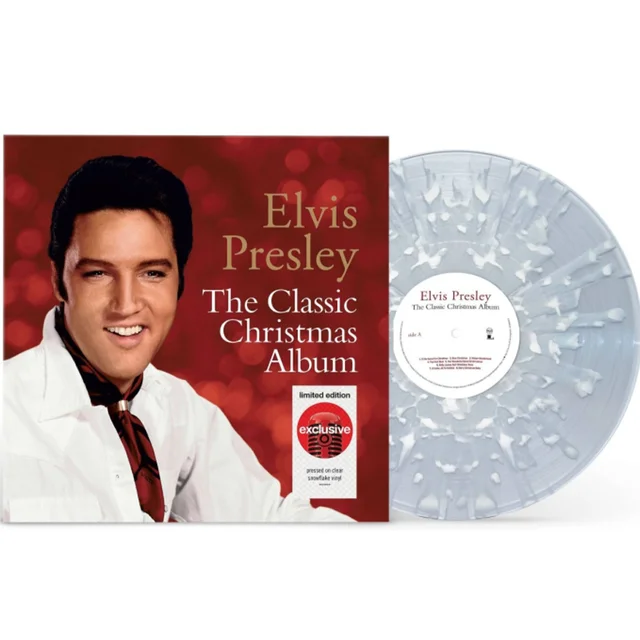 Elvis
Presley
The Classic
Christmas
Album
limited edition
exclusive
pressed on clear
snowflake vinyl
Elvis Presley
The Classic Christmas Album
side A